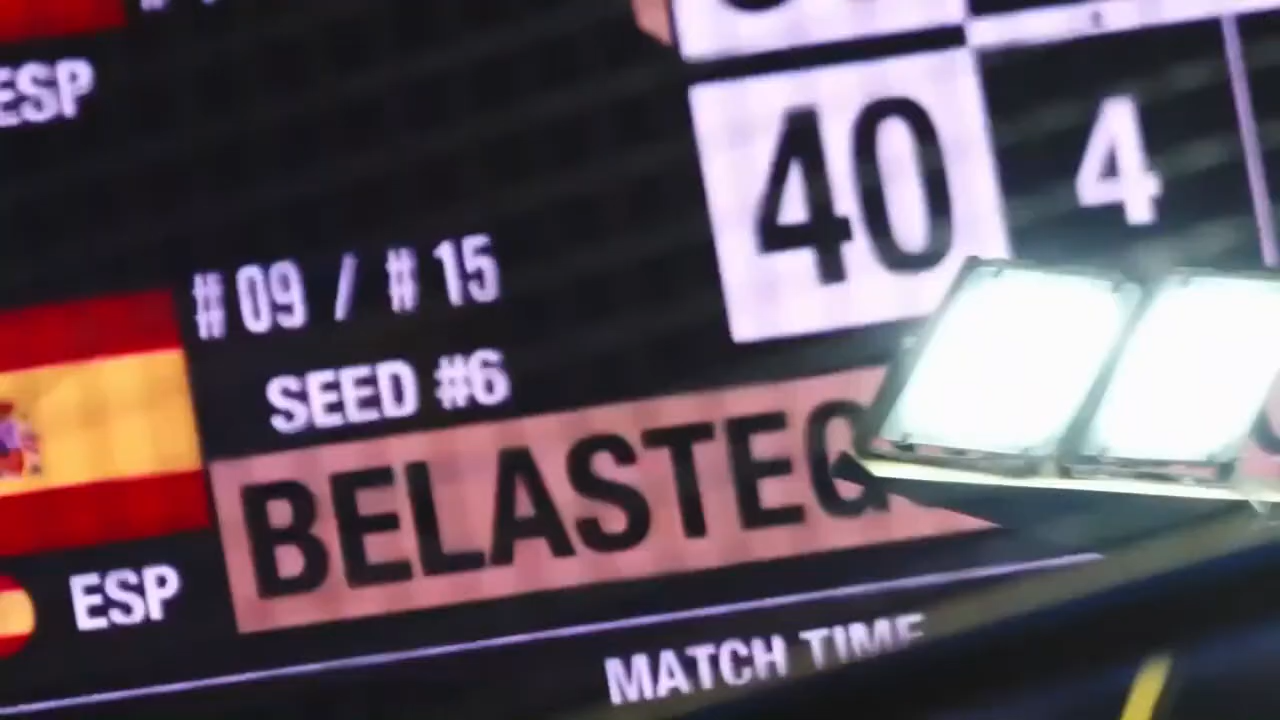 ESP
40 4
# 09 / # 15
SEED #6
BELASTEG
ESP
MATCH TIME